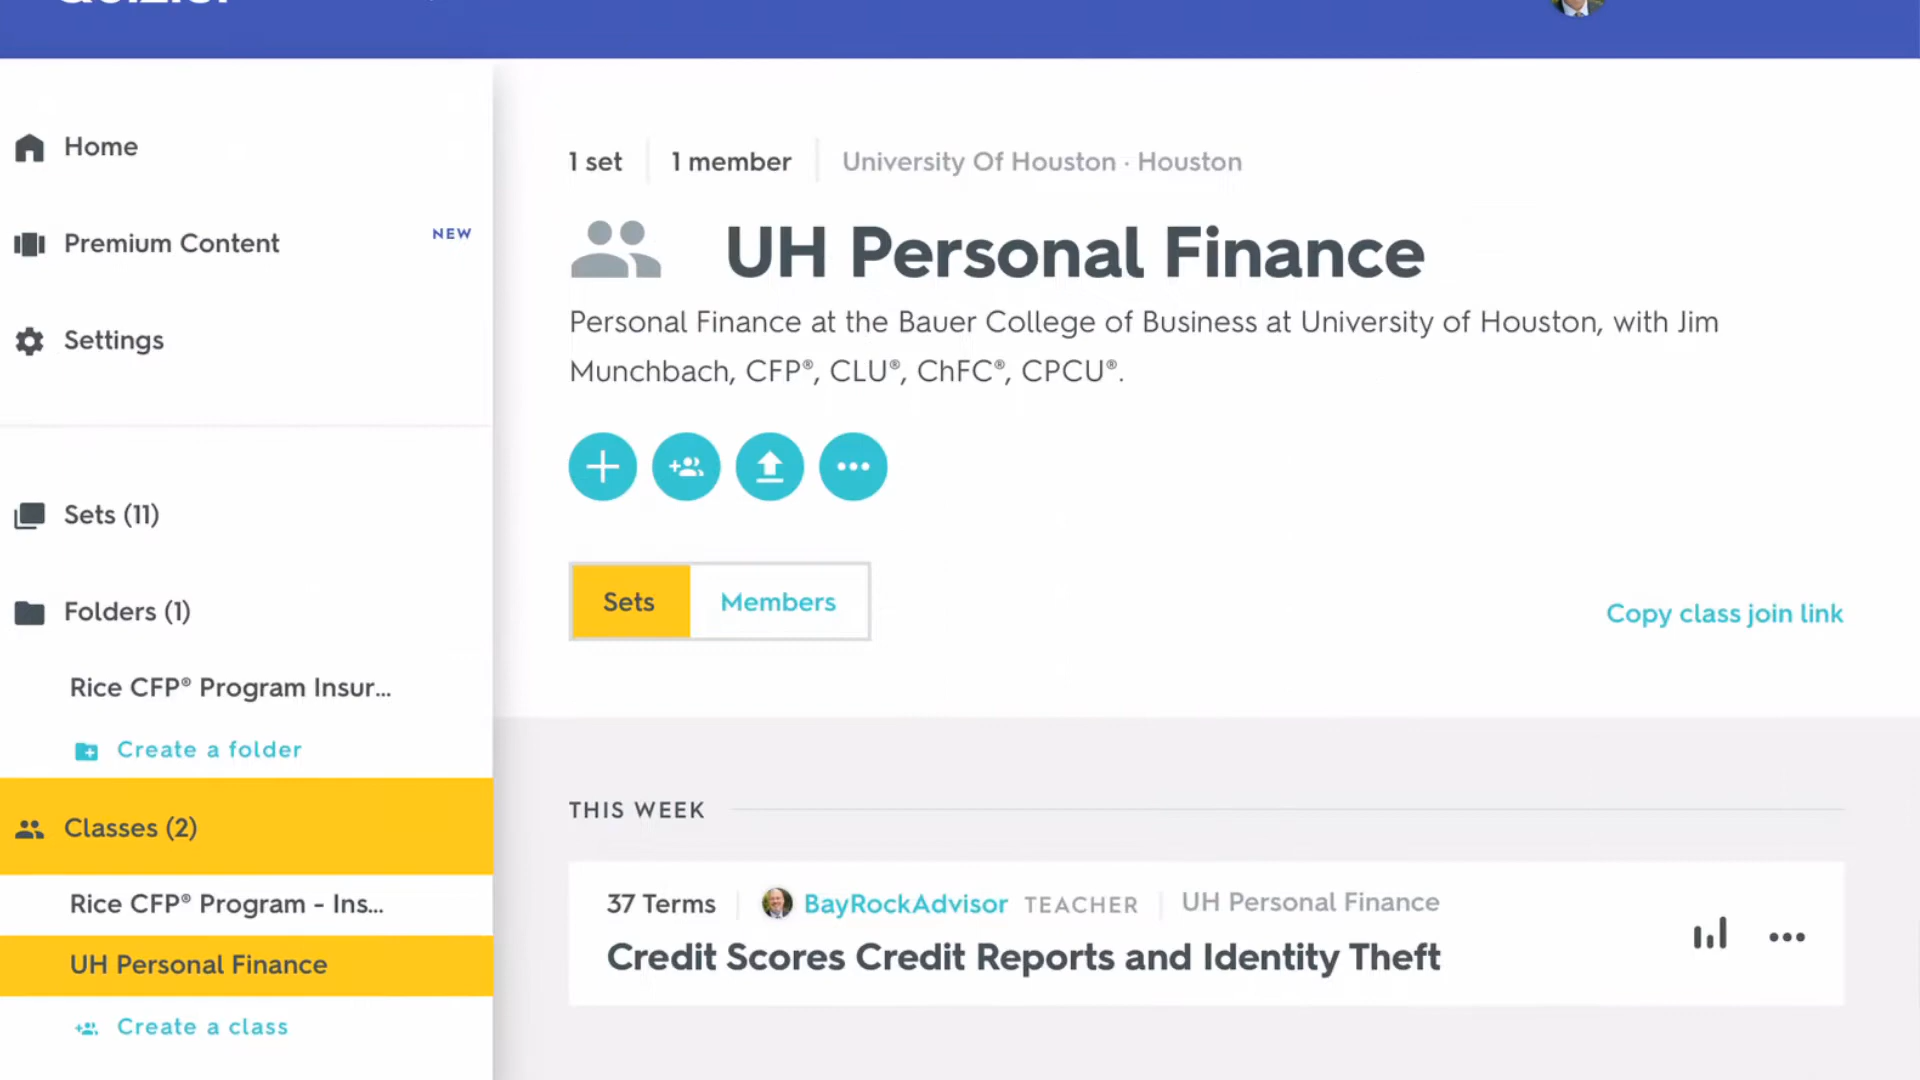 Home
Premium Content NEW
Settings
Sets (11)
Folders (1)
Rice CFP® Program Insur...
Create a folder
Classes (2)
Rice CFP® Program - Ins...
UH Personal Finance
Create a class
1 set 1 member University Of Houston · Houston
UH Personal Finance
Personal Finance at the Bauer College of Business at University of Houston, with Jim
Munchbach, CFP®, CLU®, ChFC®, CPCU®.
Sets Members
Copy class join link
THIS WEEK
37 Terms BayRockAdvisor TEACHER UH Personal Finance
Credit Scores Credit Reports and Identity Theft